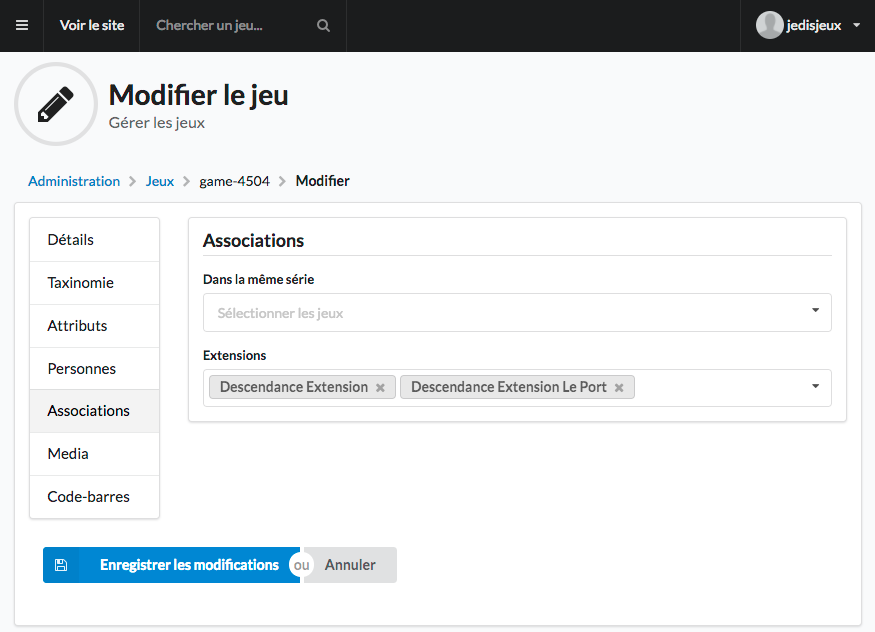 Voir le site
Chercher un jeu...
jedisjeux
Modifier le jeu
Gérer les jeux
Administration
Jeux
game-4504
Modifier
Détails
Taxinomie
Attributs
Personnes
Associations
Media
Code-barres
Associations
Dans la même série
Sélectionner les jeux
Extensions
Descendance Extension
Descendance Extension Le Port
Enregistrer les modifications ou Annuler